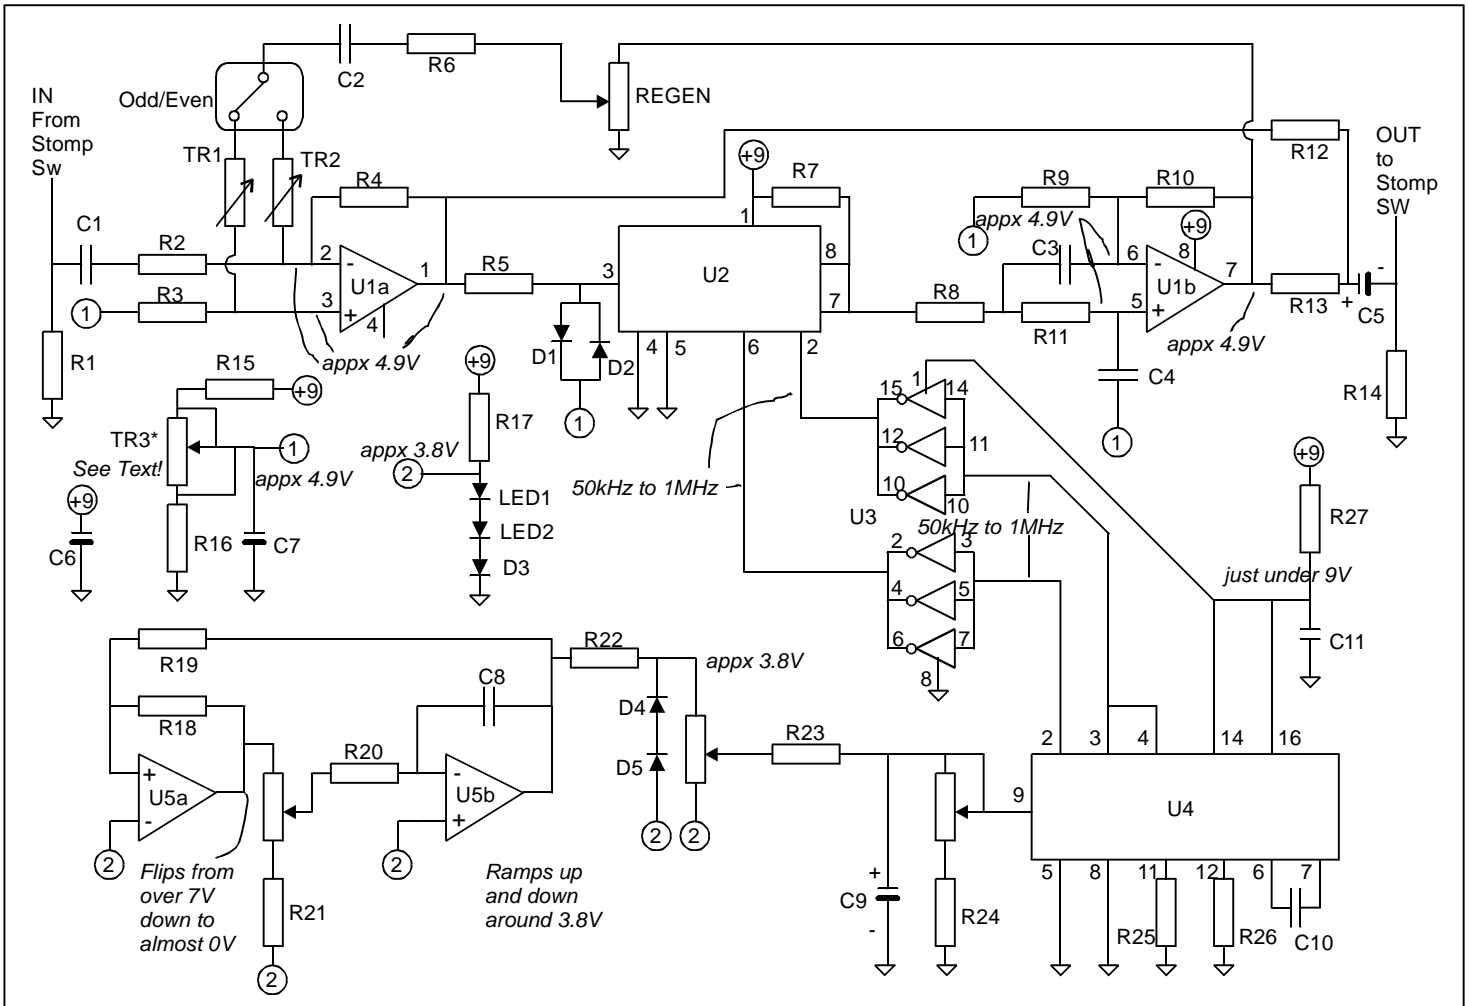 C2
R6
REGEN
Odd/Even
IN
From
Stomp
Sw
TR1
TR2
R4
+9
R7
R9
R10
R12
OUT
to
Stomp
SW
C1
R2
2
-
U1a
3
+
4
1
R5
3
1
U2
8
7
4
5
6
2
appx 4.9V
1
C3
+9
8
6
-
U1b
5
+
7
R13
+
-
C5
1
R3
R1
appx 4.9V
D1
D2
1
R8
R11
appx 4.9V
C4
1
R14
R15
+9
TR3*
See Text!
1
appx 4.9V
+9
C6
R16
C7
+9
R17
appx 3.8V
2
LED1
LED2
D3
50kHz to 1MHz
15
1
14
12
11
10
10
U3
50kHz to 1MHz
2
3
4
5
6
7
8
+9
R27
just under 9V
C11
R19
R18
+
U5a
-
2
Flips from
over 7V
down to
almost 0V
R21
2
R20
C8
-
U5b
+
2
Ramps up
and down
around 3.8V
R22
appx 3.8V
D4
D5
2
2
R23
+
C9
-
R24
2
3
4
14
16
9
U4
5
8
11
12
6
7
R25
R26
C10